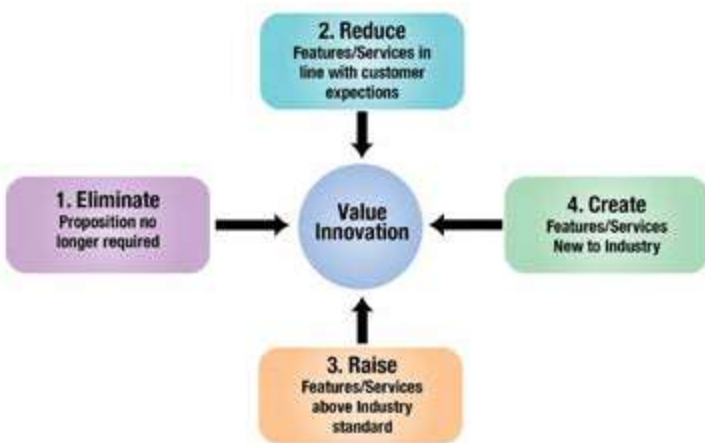 2. Reduce
Features/Services in
line with customer
expections
1. Eliminate
Proposition no
longer required
Value
Innovation
4. Create
Features/Services
New to Industry
3. Raise
Features/Services
above Industry
standard